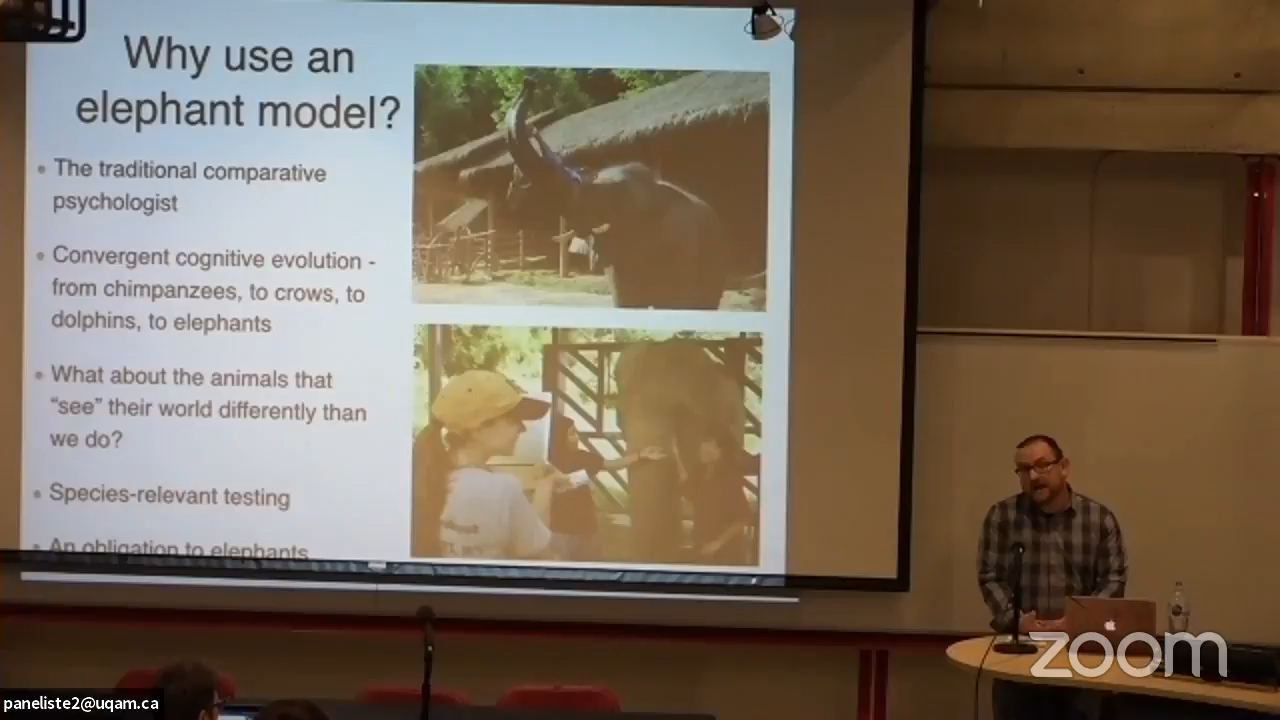 Why use an
elephant model?
• The traditional comparative
psychologist
• Convergent cognitive evolution -
from chimpanzees, to crows, to
dolphins, to elephants
• What about the animals that
“see” their world differently than
we do?
• Species-relevant testing
• An obligation to elephants
zoom
paneliste2@uqam.ca